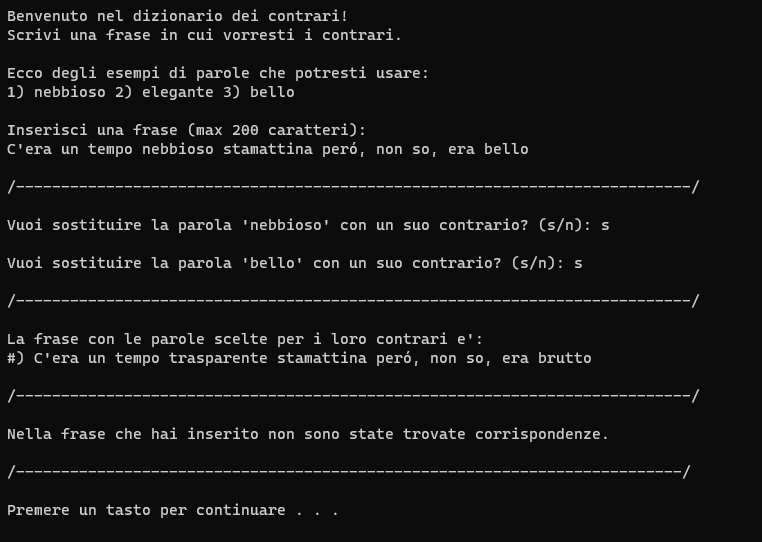 Benvenuto nel dizionario dei contrari!
Scrivi una frase in cui vorresti i contrari.
Ecco degli esempi di parole che potresti usare:
1) nebbioso 2) elegante 3) bello
Inserisci una frase (max 200 caratteri):
C'era un tempo nebbioso stamattina peró, non so, era bello
/---------------------------------------------------------------------------/
Vuoi sostituire la parola 'nebbioso' con un suo contrario? (s/n): s
Vuoi sostituire la parola 'bello' con un suo contrario? (s/n): s
/---------------------------------------------------------------------------/
La frase con le parole scelte per i loro contrari e':
#) C'era un tempo trasparente stamattina peró, non so, era brutto
/---------------------------------------------------------------------------/
Nella frase che hai inserito non sono state trovate corrispondenze.
/--------------------------------------------------------------------------/
Premere un tasto per continuare . . .